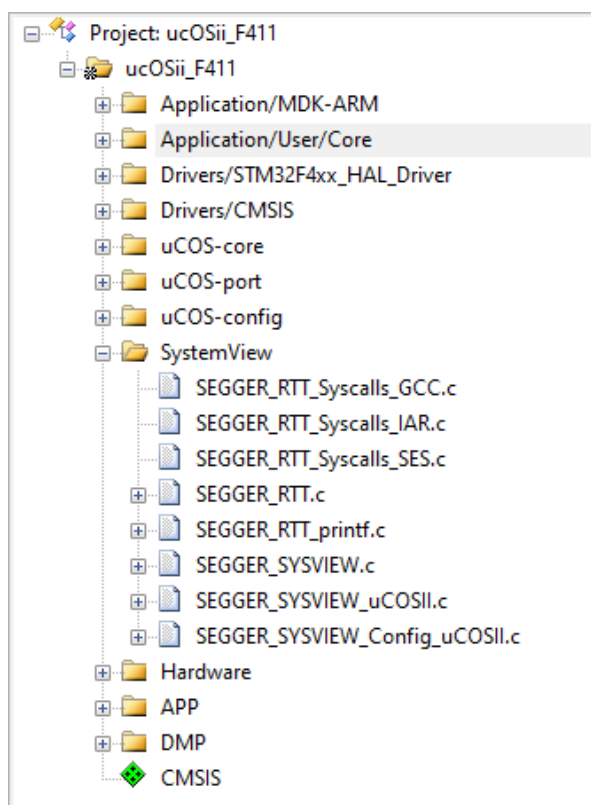 Project: ucOSii_F411
ucOSii_F411
Application/MDK-ARM
Application/User/Core
Drivers/STM32F4xx_HAL_Driver
Drivers/CMSIS
uCOS-core
uCOS-port
uCOS-config
SystemView
SEGGER_RTT_Syscalls_GCC.c
SEGGER_RTT_Syscalls_IAR.c
SEGGER_RTT_Syscalls_SES.c
SEGGER_RTT.c
SEGGER_RTT_printf.c
SEGGER_SYSVIEW.c
SEGGER_SYSVIEW_uCOSII.c
SEGGER_SYSVIEW_Config_uCOSII.c
Hardware
APP
DMP
CMSIS